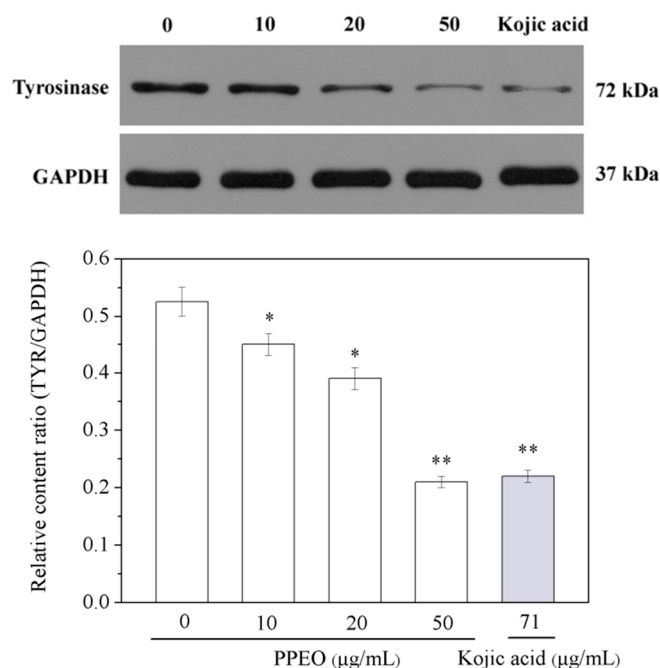 0 10 20 50 Kojic acid
Tyrosinase 72 kDa
GAPDH 37 kDa
Relative content ratio (TYR/GAPDH)
0.6
0.5
0.4
0.3
0.2
0.1
0.0
*
*
**
**
0 10 20 50 71
PPEO (μg/mL) Kojic acid (μg/mL)